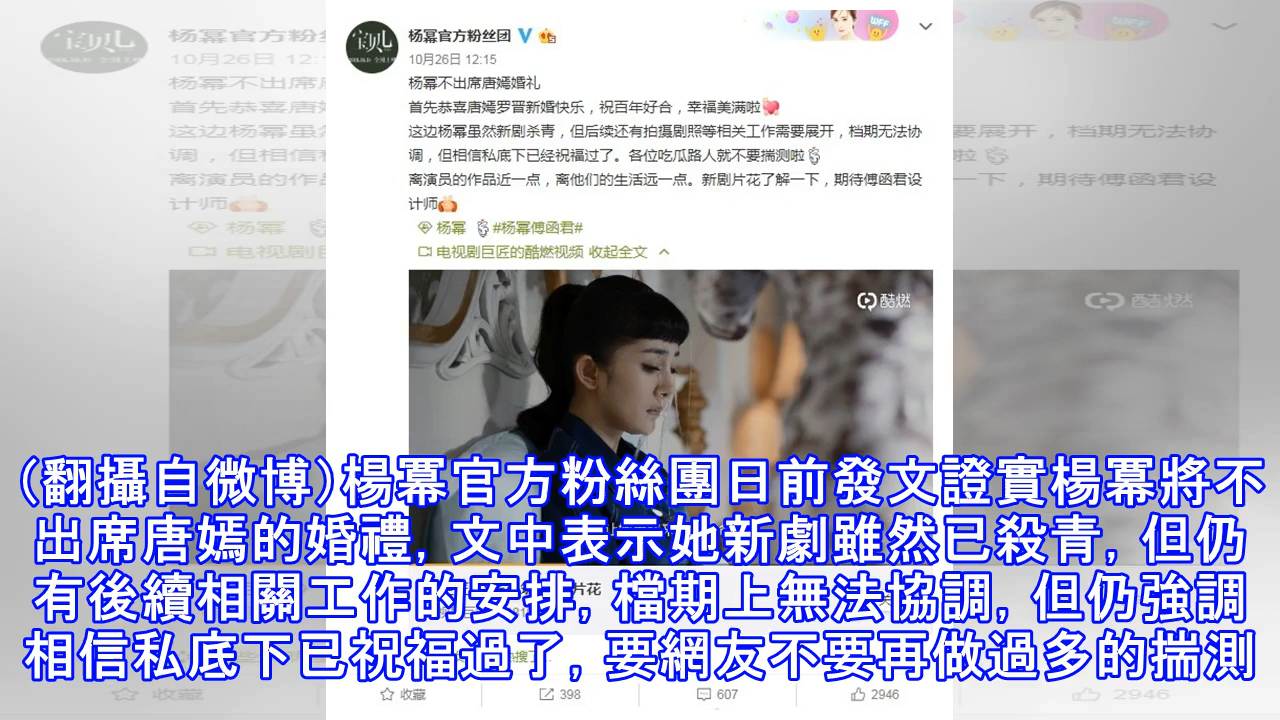 宝贝儿
杨幂官方粉丝团
10月26日 12:15
杨幂不出席唐嫣婚礼
首先恭喜唐嫣罗晋新婚快乐，祝百年好合，幸福美满啦
这边杨幂虽然新剧杀青，但后续还有拍摄剧照等相关工作需要展开，档期无法协
调，但相信私底下已经祝福过了。各位吃瓜路人就不要揣测啦
离演员的作品近一点，离他们的生活远一点。新剧片花了解一下，期待傅函君设
计师
杨幂 #杨幂傅函君#
电视剧巨匠的酷燃视频 收起全文
酷燃
(翻攝自微博)楊冪官方粉絲團日前發文證實楊冪將不
出席唐嫣的婚禮, 文中表示她新劇雖然已殺青, 但仍
有後續相關工作的安排, 檔期上無法協調, 但仍強調
相信私底下已祝福過了, 要網友不要再做過多的揣測
收藏 398 607 2946